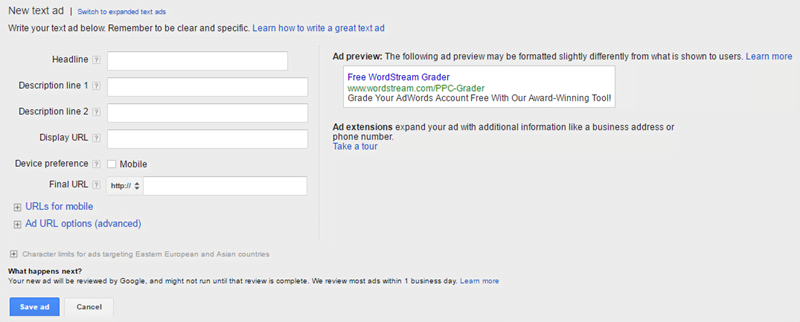 New text ad | Switch to expanded text ads
Write your text ad below. Remember to be clear and specific. Learn how to write a great text ad
Headline ?
Description line 1 ?
Description line 2 ?
Display URL ?
Device preference ? Mobile
Final URL ? http://
URLs for mobile
Ad URL options (advanced)
Ad preview: The following ad preview may be formatted slightly differently from what is shown to users. Learn more
Free WordStream Grader
www.wordstream.com/PPC-Grader
Grade Your AdWords Account Free With Our Award-Winning Tool!
Ad extensions expand your ad with additional information like a business address or
phone number.
Take a tour
Character limits for ads targeting Eastern European and Asian countries
What happens next?
Your new ad will be reviewed by Google, and might not run until that review is complete. We review most ads within 1 business day. Learn more
Save ad Cancel